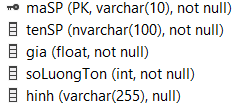 maSP (PK, varchar(10), not null)
tenSP (nvarchar(100), not null)
gia (float, not null)
soLuongTon (int, not null)
hinh (varchar(255), null)